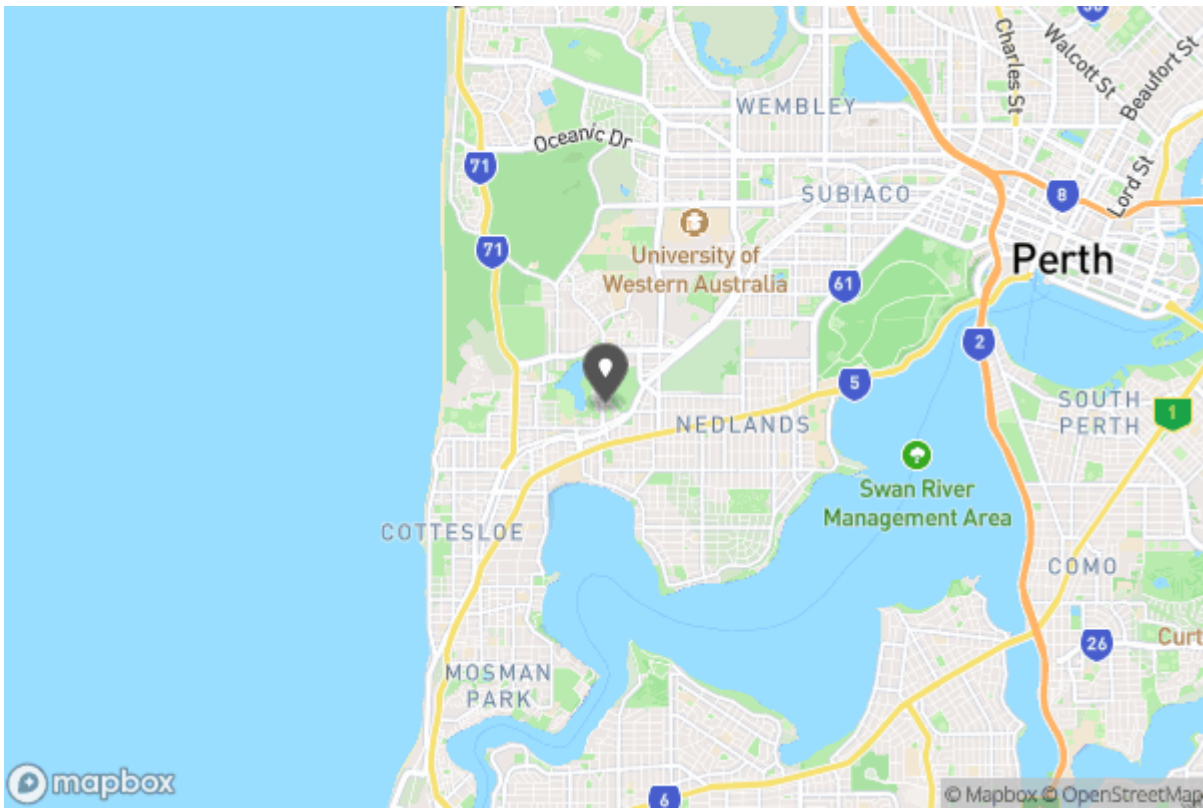 58
Charles St
Walcott St
Beaufort St
WEMBLEY
Oceanic Dr
71
Lord St
SUBIACO
8
University of
Western Australia
71
Perth
61
2
5
SOUTH
PERTH
1
NEDLANDS
Swan River
Management Area
COTTESLOE
COMO
26
Curt
MOSMAN
PARK
mapbox
6
© Mapbox © OpenStreetMap